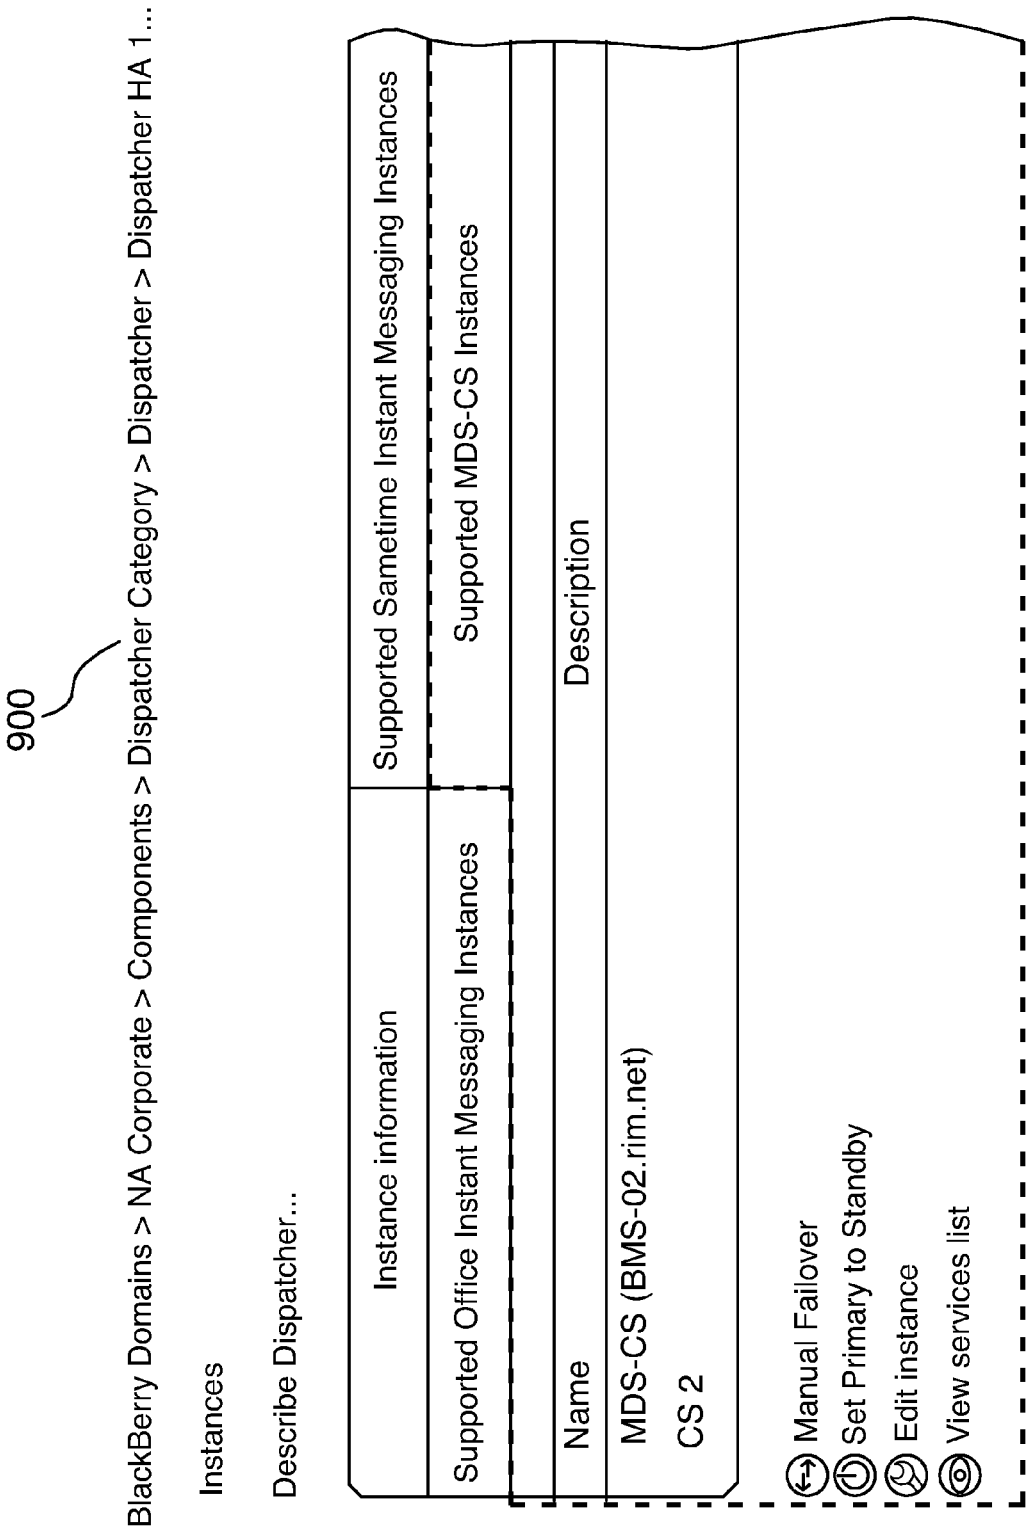 900
BlackBerry Domains > NA Corporate > Components > Dispatcher Category > Dispatcher > Dispatcher HA 1...
Instances
Describe Dispatcher...
Instance information
Supported Sametime Instant Messaging Instances
Supported Office Instant Messaging Instances
Supported MDS-CS Instances
Name
Description
MDS-CS (BMS-02.rim.net)
CS 2
Manual Failover
Set Primary to Standby
Edit instance
View services list